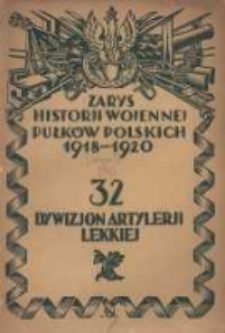 ZARYS
HISTORJI WOJENNEJ
PUŁKÓW POLSKICH
1918-1920
32
DYWIZJON ARTYLERJI
LEKKIEJ